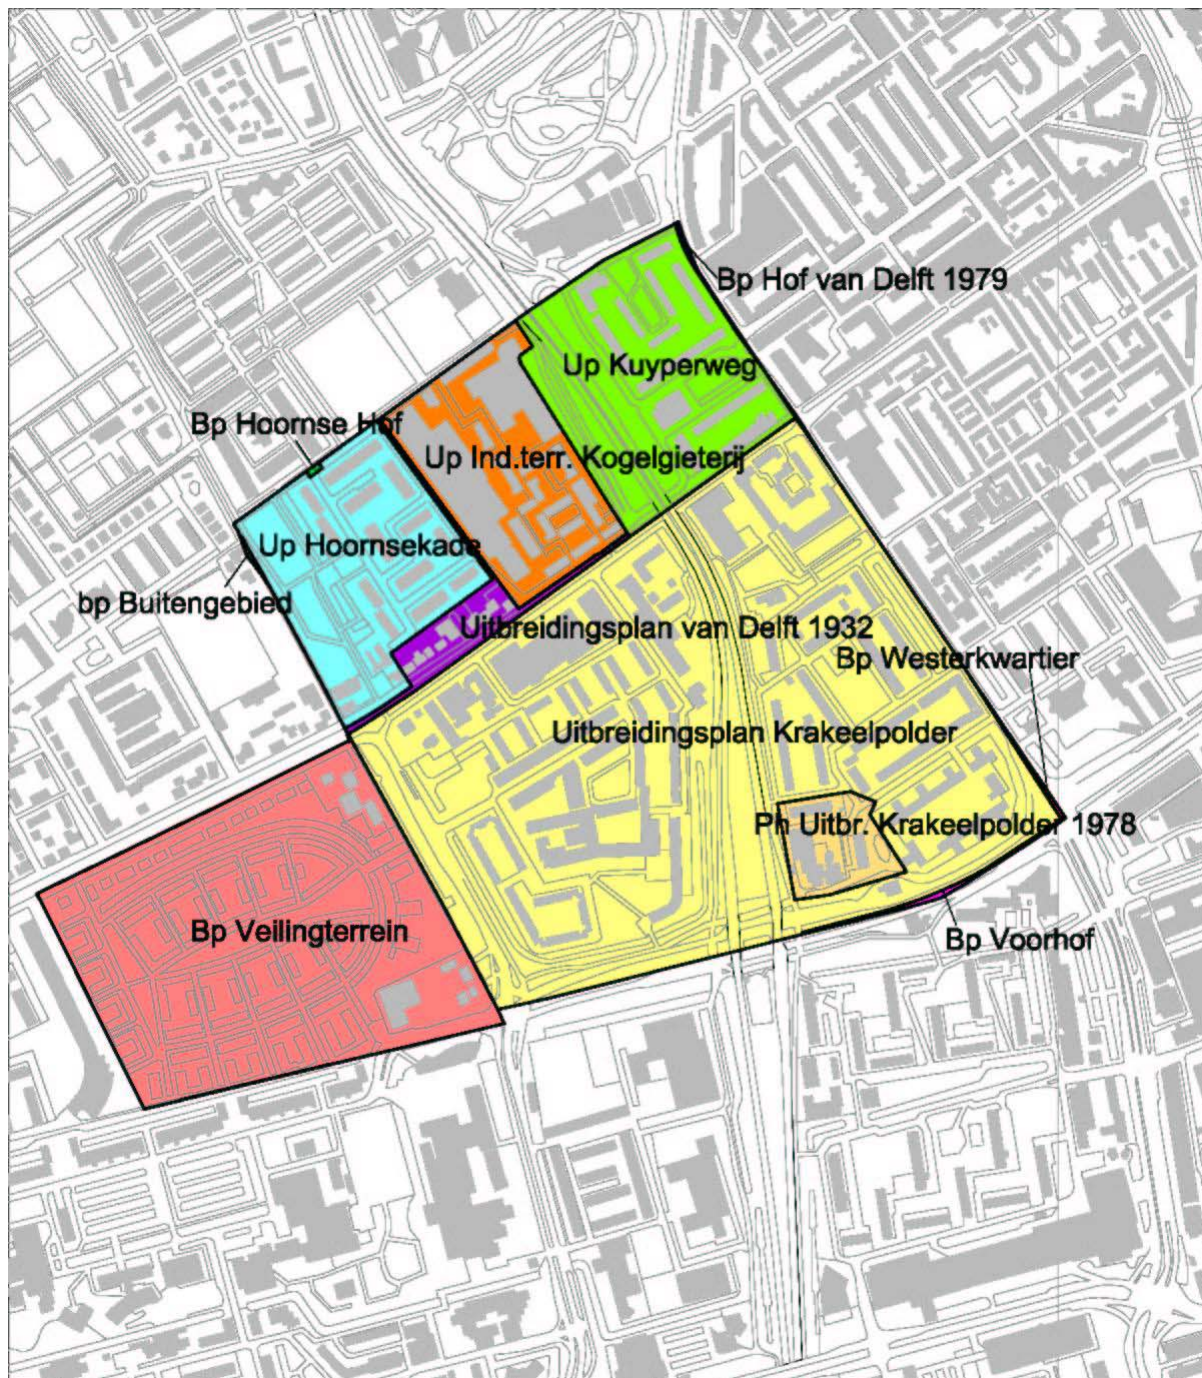 Bp Hof van Delft 1979
Up Kuyperweg
Bp Hoornse Hof
Up Ind.terr. Kogelgieterij
Up Hoornsekade
bp Buitengebied
Uitbreidingsplan van Delft 1932
Bp Westerkwartier
Uitbreidingsplan Krakeelpolder
Ph Uitbr. Krakeelpolder 1978
Bp Veilingterrein
Bp Voorhof